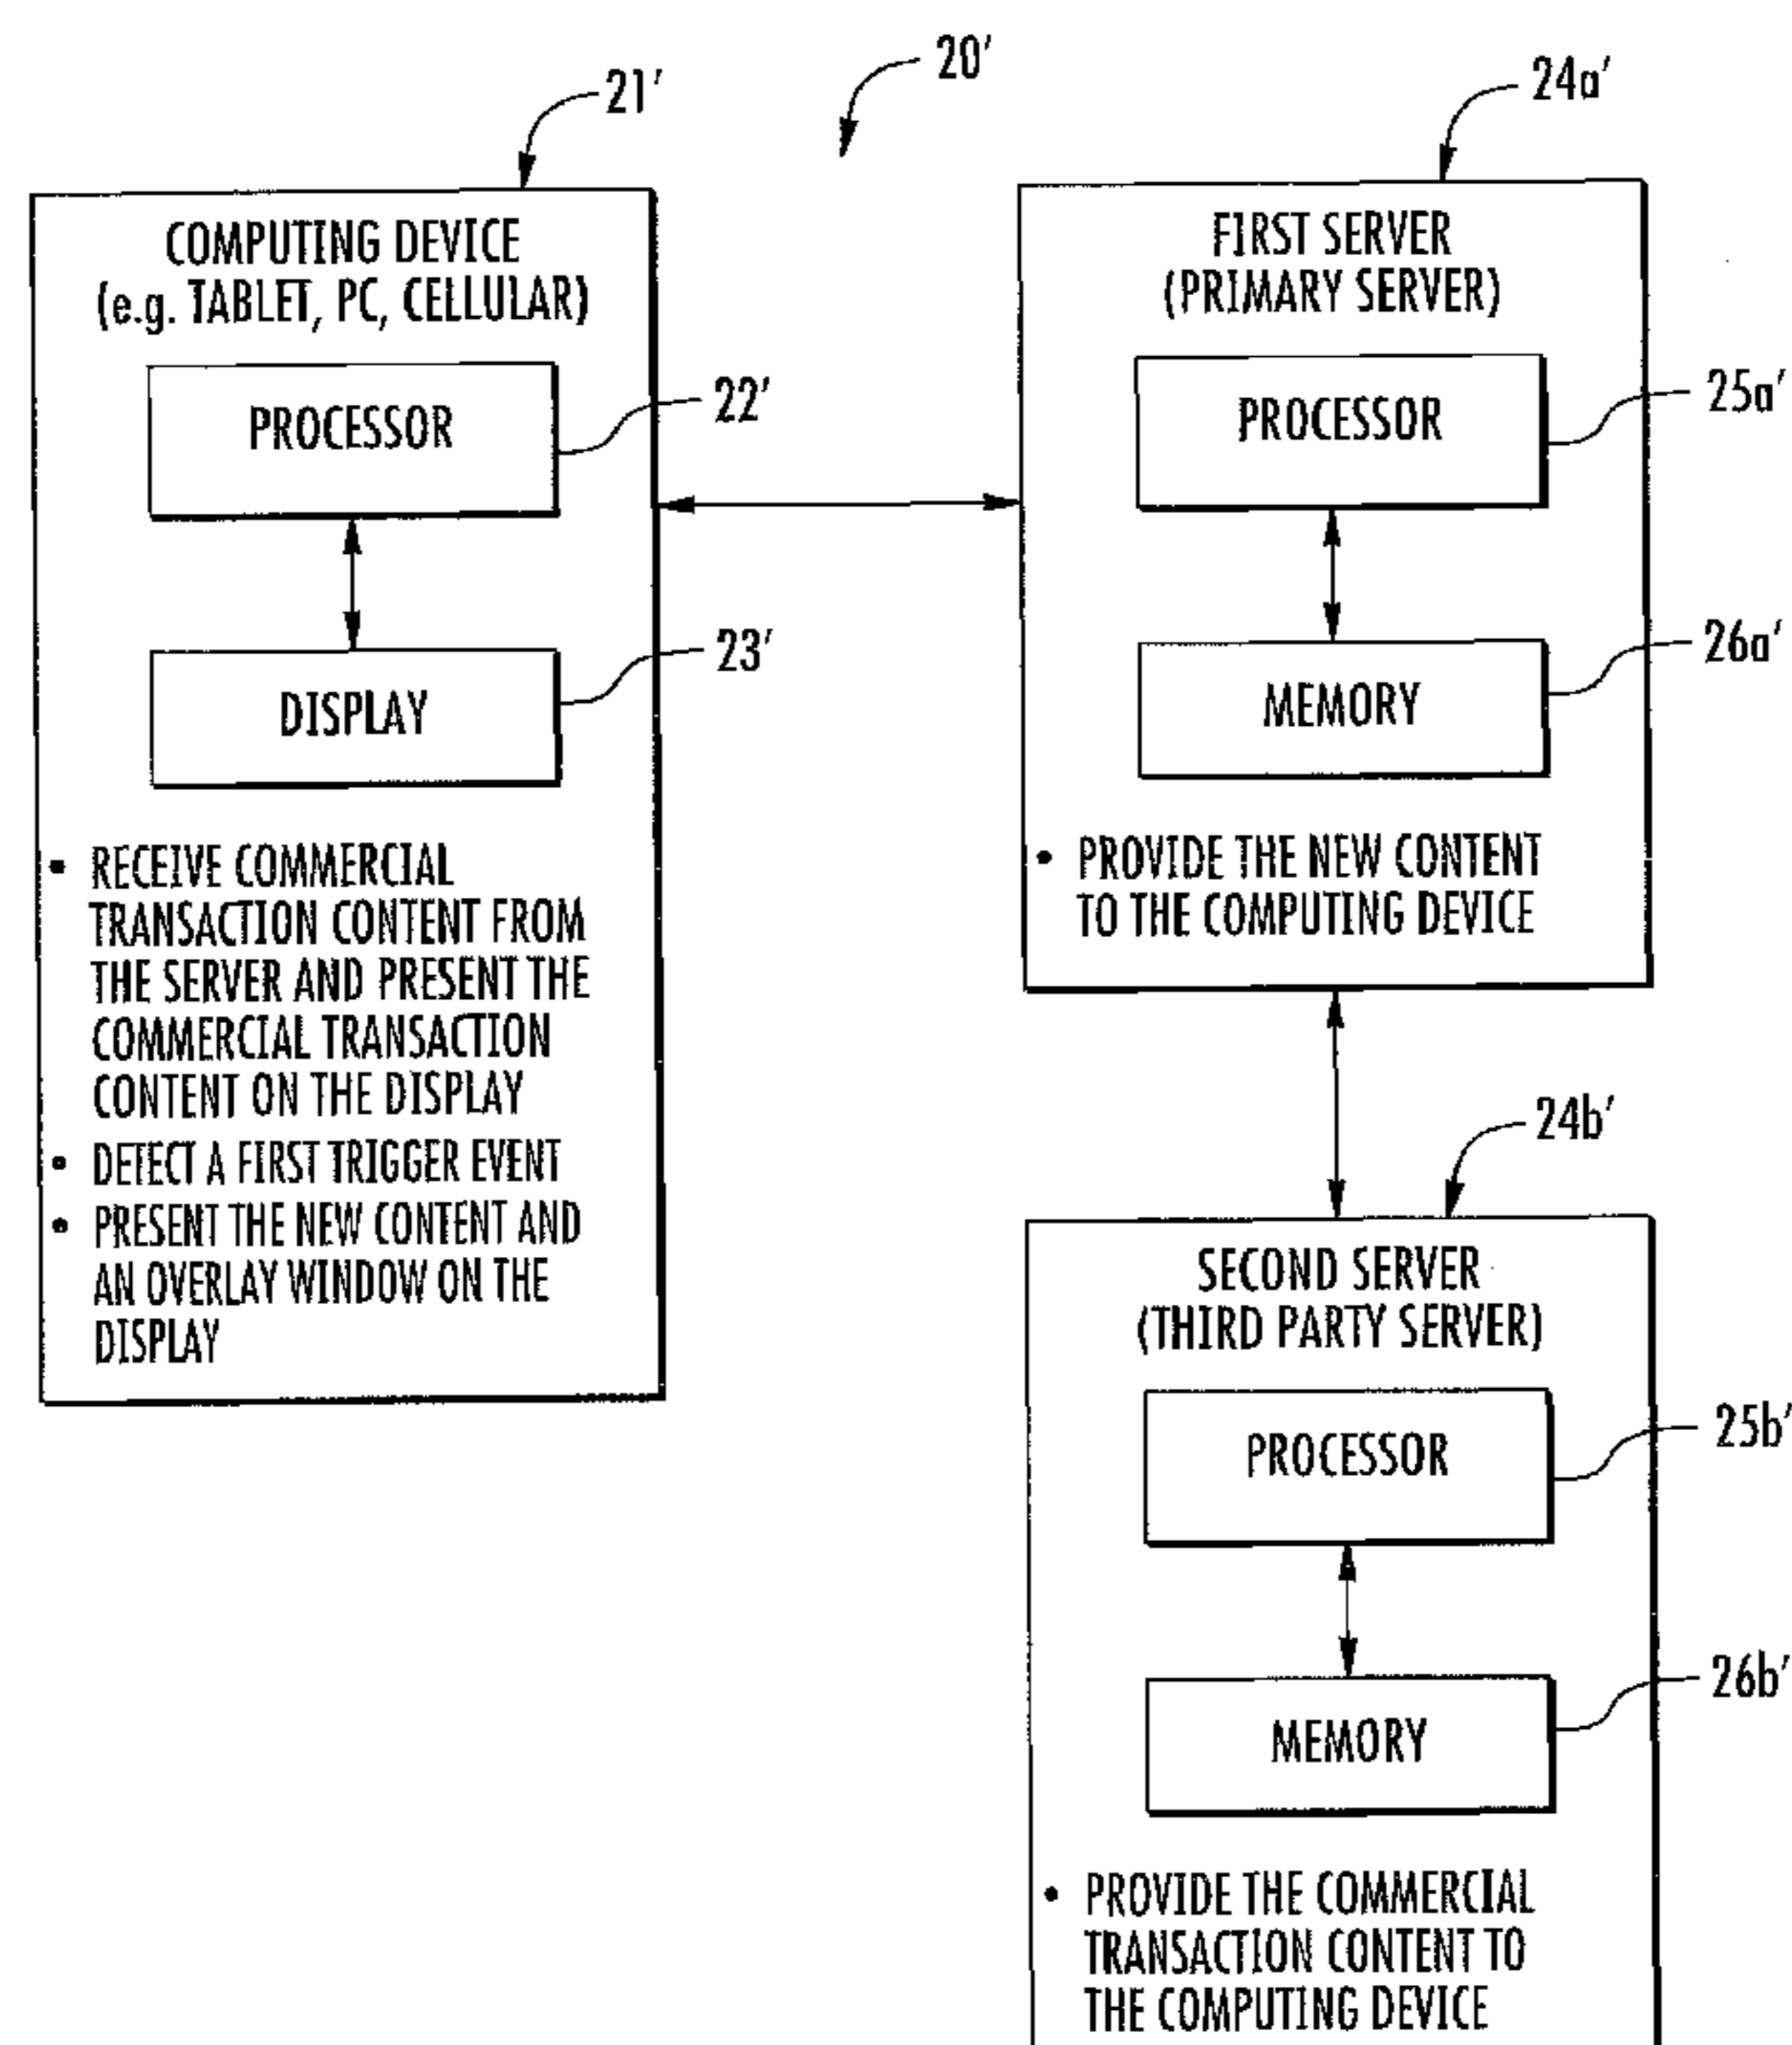 20'
21'
COMPUTING DEVICE
(e.g. TABLET, PC, CELLULAR)
PROCESSOR
22'
DISPLAY
23'
• RECEIVE COMMERCIAL
TRANSACTION CONTENT FROM
THE SERVER AND PRESENT THE
COMMERCIAL TRANSACTION
CONTENT ON THE DISPLAY
• DETECT A FIRST TRIGGER EVENT
• PRESENT THE NEW CONTENT AND
AN OVERLAY WINDOW ON THE
DISPLAY
24a'
FIRST SERVER
(PRIMARY SERVER)
PROCESSOR
25a'
MEMORY
26a'
• PROVIDE THE NEW CONTENT
TO THE COMPUTING DEVICE
24b'
SECOND SERVER
(THIRD PARTY SERVER)
PROCESSOR
25b'
MEMORY
26b'
• PROVIDE THE COMMERCIAL
TRANSACTION CONTENT TO
THE COMPUTING DEVICE